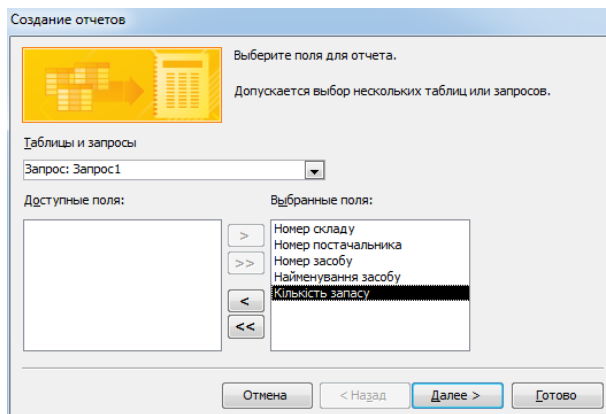 Создание отчетов
Выберите поля для отчета.
Допускается выбор нескольких таблиц или запросов.
Таблицы и запросы
Запрос: Запрос1
Доступные поля:
Выбранные поля:
>
>>
<
<<
Номер складу
Номер постачальника
Номер засобу
Найменування засобу
Кількість запасу
Отмена
< Назад
Далее >
Готово